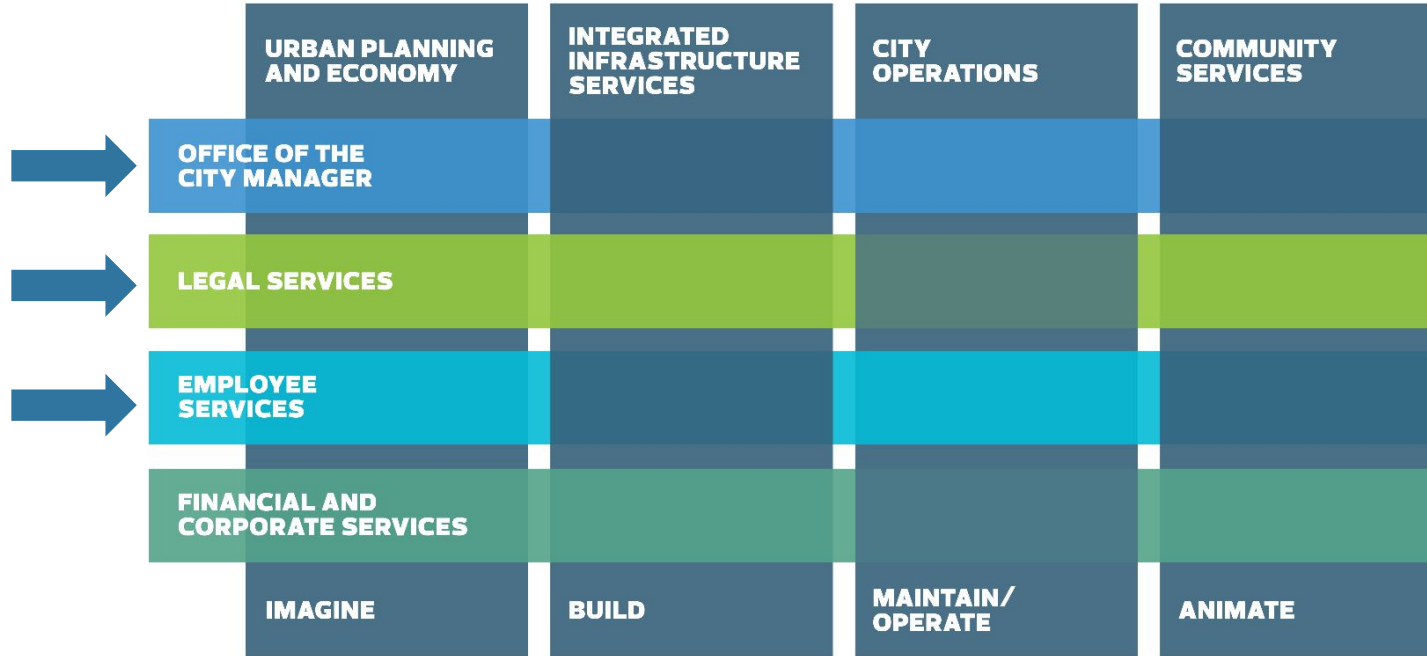 URBAN PLANNING
AND ECONOMY
INTEGRATED
INFRASTRUCTURE
SERVICES
CITY
OPERATIONS
COMMUNITY
SERVICES
OFFICE OF THE
CITY MANAGER
LEGAL SERVICES
EMPLOYEE
SERVICES
FINANCIAL AND
CORPORATE SERVICES
IMAGINE
BUILD
MAINTAIN/
OPERATE
ANIMATE